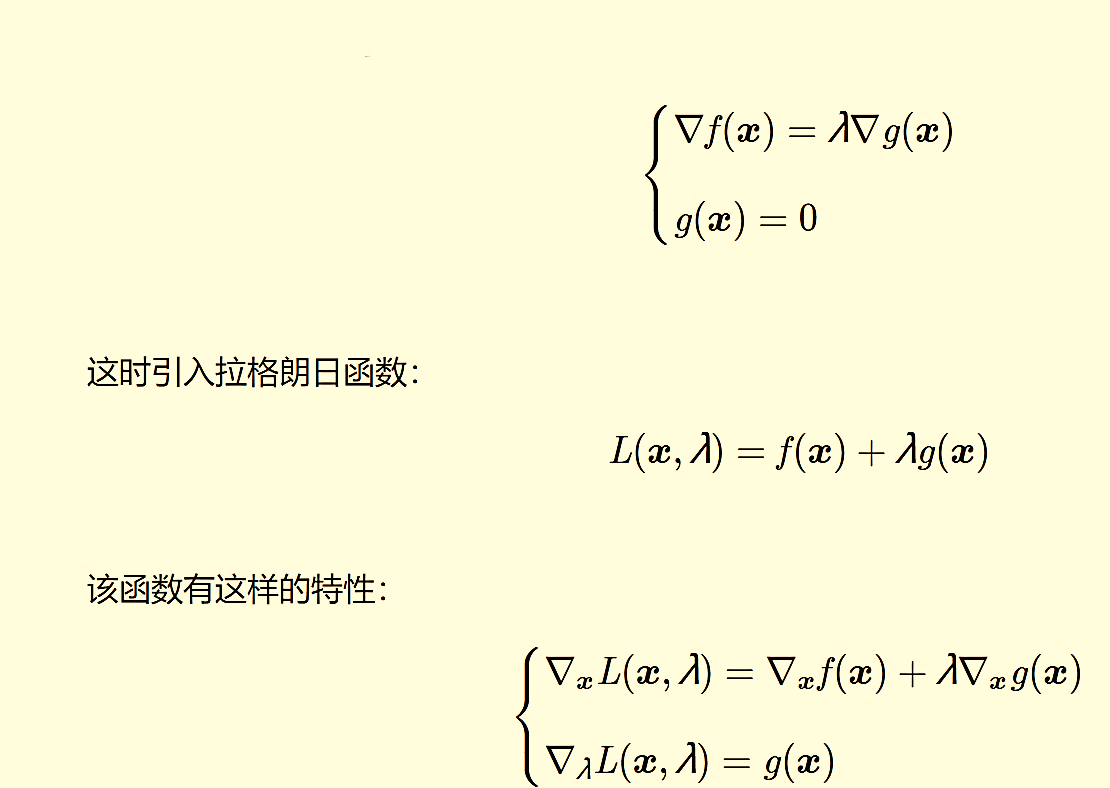 ∇f(x) = λ∇g(x)
g(x) = 0
这时引入拉格朗日函数：
L(x, λ) = f(x) + λg(x)
该函数有这样的特性：
∇ₓL(x, λ) = ∇ₓf(x) + λ∇ₓg(x)
∇_λL(x, λ) = g(x)